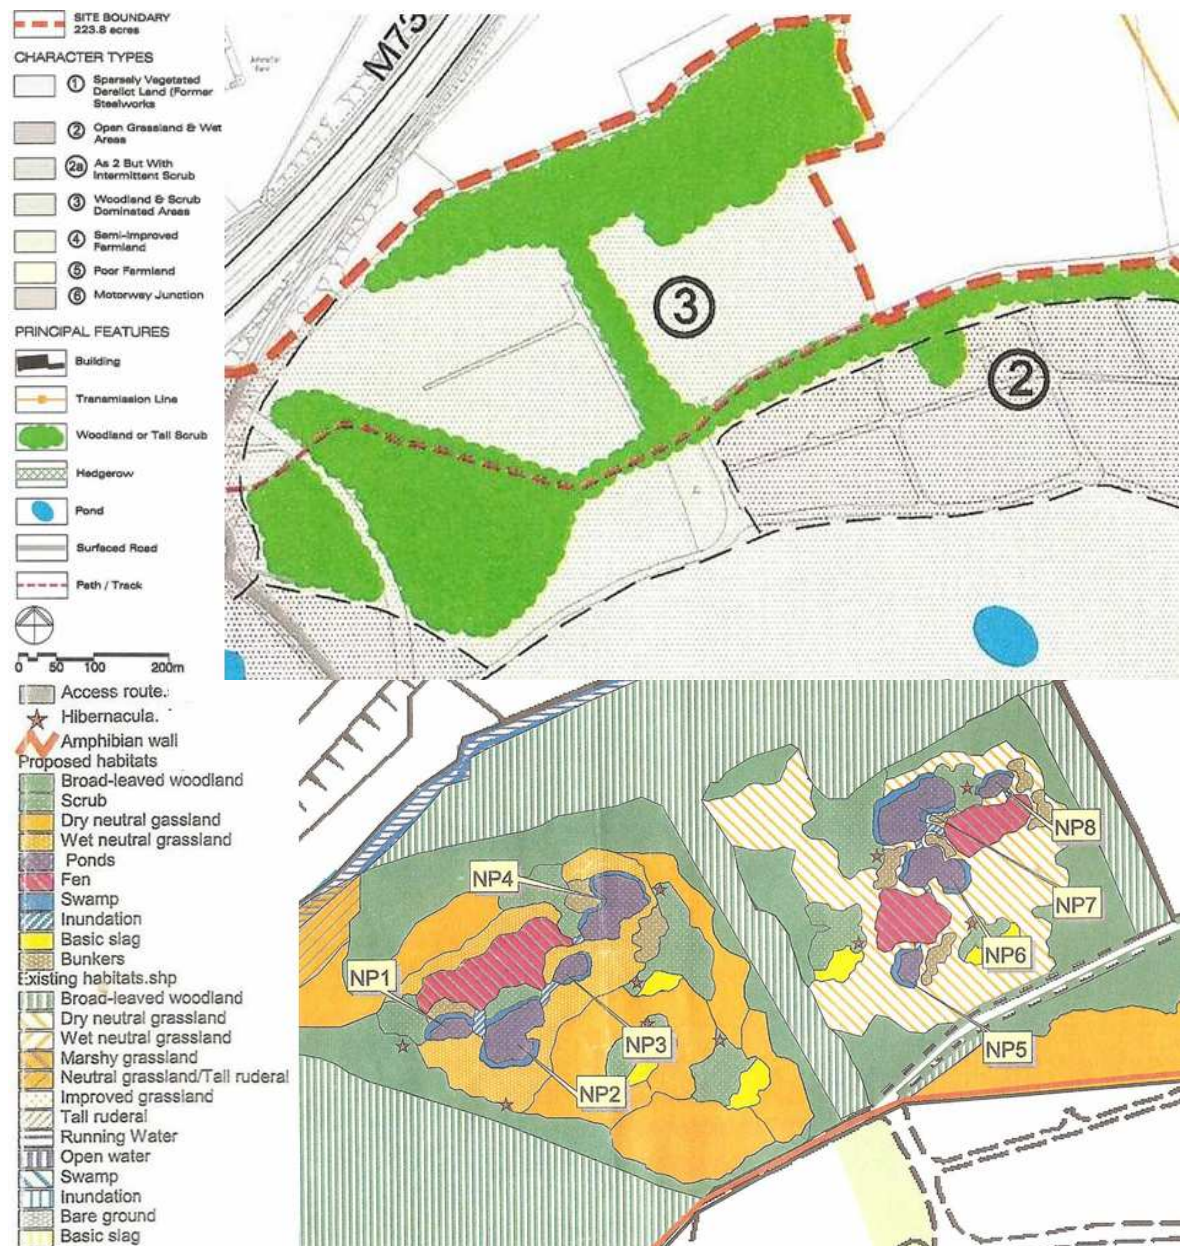 SITE BOUNDARY
223.8 acres
CHARACTER TYPES
1 Sparsely Vegetated
Derelict Land (Former
Steelworks
2 Open Grassland & Wet
Areas
2a As 2 But With
Intermittent Scrub
3 Woodland & Scrub
Dominated Areas
4 Semi-Improved
Farmland
5 Poor Farmland
6 Motorway Junction
PRINCIPAL FEATURES
Building
Transmission Line
Woodland or Tall Scrub
Hedgerow
Pond
Surfaced Road
Path / Track
0 50 100 200m
M73
3
2
Access route.
Hibernacula.
Amphibian wall
Proposed habitats
Broad-leaved woodland
Scrub
Dry neutral gassland
Wet neutral grassland
Ponds
Fen
Swamp
Inundation
Basic slag
Bunkers
Existing habitats.shp
Broad-leaved woodland
Dry neutral grassland
Wet neutral grassland
Marshy grassland
Neutral grassland/Tall ruderal
Improved grassland
Tall ruderal
Running Water
Open water
Swamp
Inundation
Bare ground
Basic slag
NP4
NP1
NP3
NP2
NP8
NP7
NP6
NP5